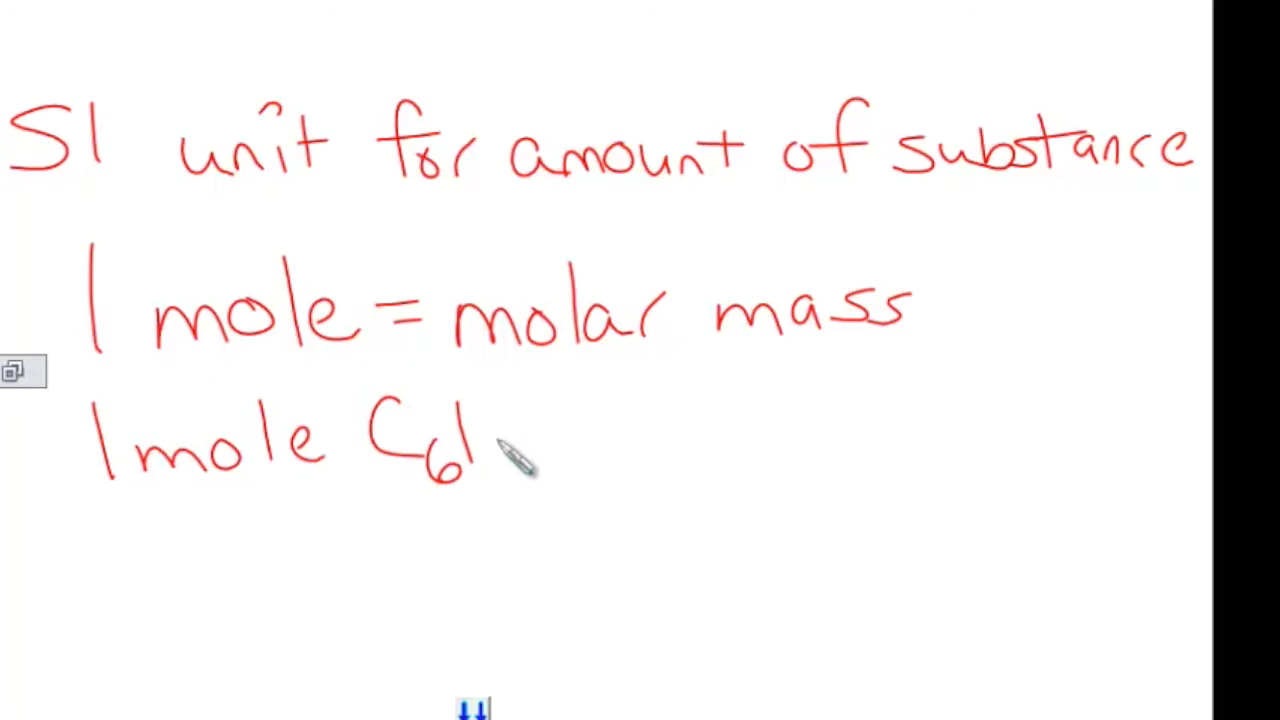 SI unit for amount of substance
1 mole = molar mass
1 mole C6